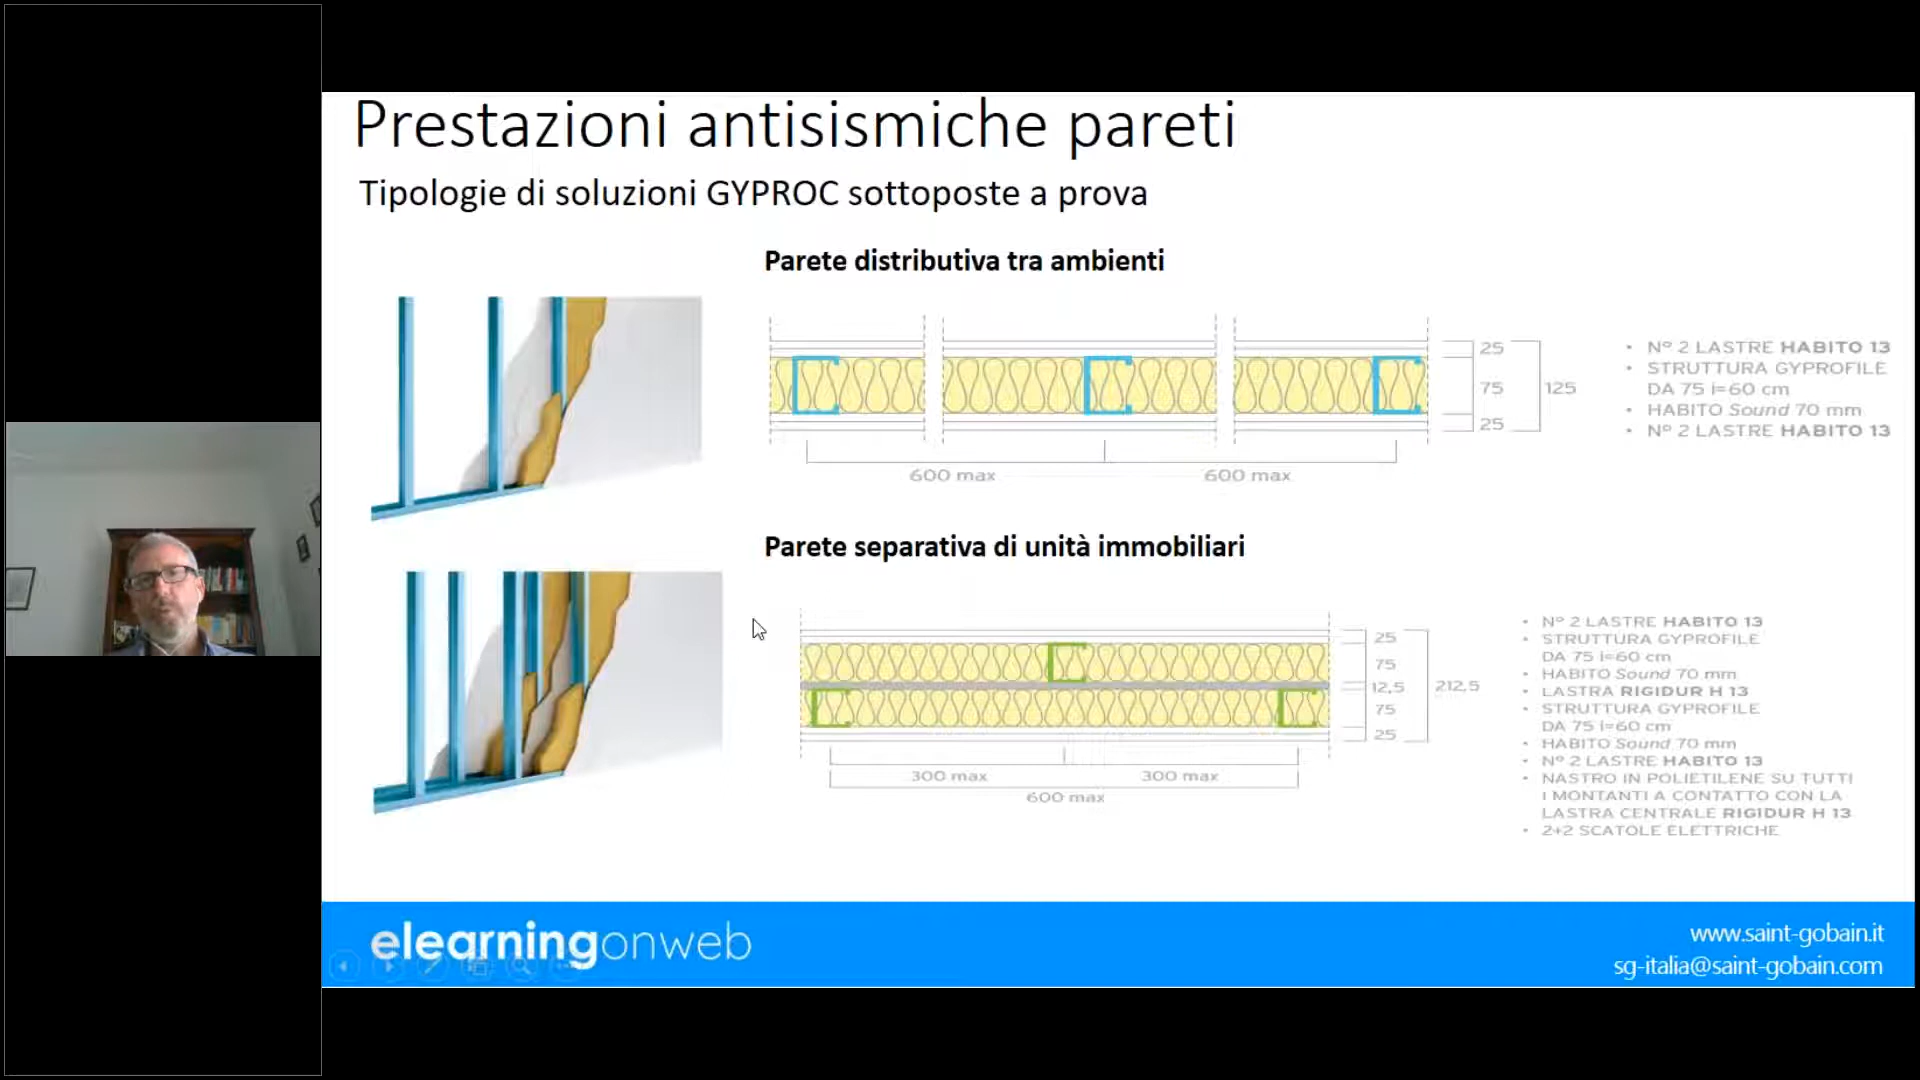 Prestazioni antisismiche pareti
Tipologie di soluzioni GYPROC sottoposte a prova
Parete distributiva tra ambienti
25
75
25
125
600 max
600 max
• N° 2 LASTRE HABITO 13
• STRUTTURA GYPROFILE
DA 75 i=60 cm
• HABITO Sound 70 mm
• N° 2 LASTRE HABITO 13
Parete separativa di unità immobiliari
25
75
12,5
75
25
212,5
300 max
300 max
600 max
• N° 2 LASTRE HABITO 13
• STRUTTURA GYPROFILE
DA 75 i=60 cm
• HABITO Sound 70 mm
• LASTRA RIGIDUR H 13
• STRUTTURA GYPROFILE
DA 75 i=60 cm
• HABITO Sound 70 mm
• N° 2 LASTRE HABITO 13
• NASTRO IN POLIETILENE SU TUTTI
I MONTANTI A CONTATTO CON LA
LASTRA CENTRALE RIGIDUR H 13
• 2+2 SCATOLE ELETTRICHE
elearningonweb
www.saint-gobain.it
sg-italia@saint-gobain.com